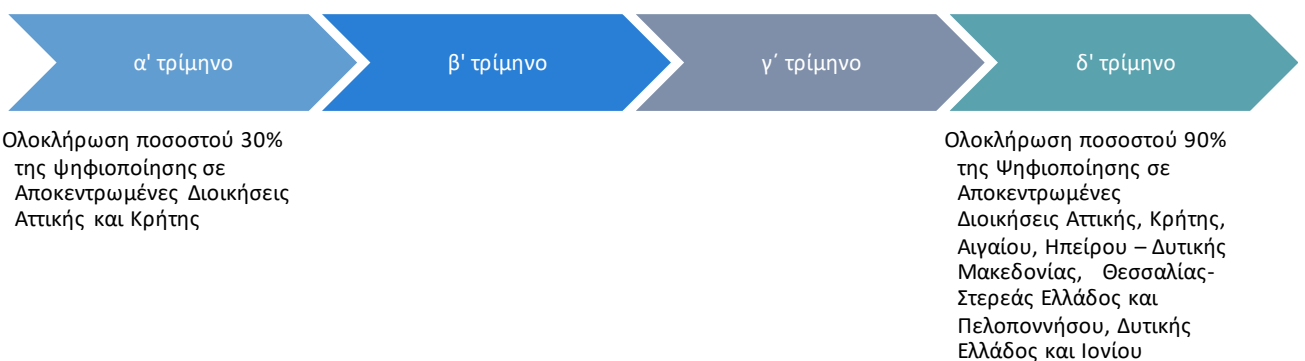 α' τρίμηνο
β' τρίμηνο
γ΄ τρίμηνο
δ' τρίμηνο
Ολοκλήρωση ποσοστού 30%
της ψηφιοποίησης σε
Αποκεντρωμένες Διοικήσεις
Αττικής και Κρήτης
Ολοκλήρωση ποσοστού 90%
της Ψηφιοποίησης σε
Αποκεντρωμένες
Διοικήσεις Αττικής, Κρήτης,
Αιγαίου, Ηπείρου – Δυτικής
Μακεδονίας, Θεσσαλίας-
Στερεάς Ελλάδος και
Πελοποννήσου, Δυτικής
Ελλάδος και Ιονίου